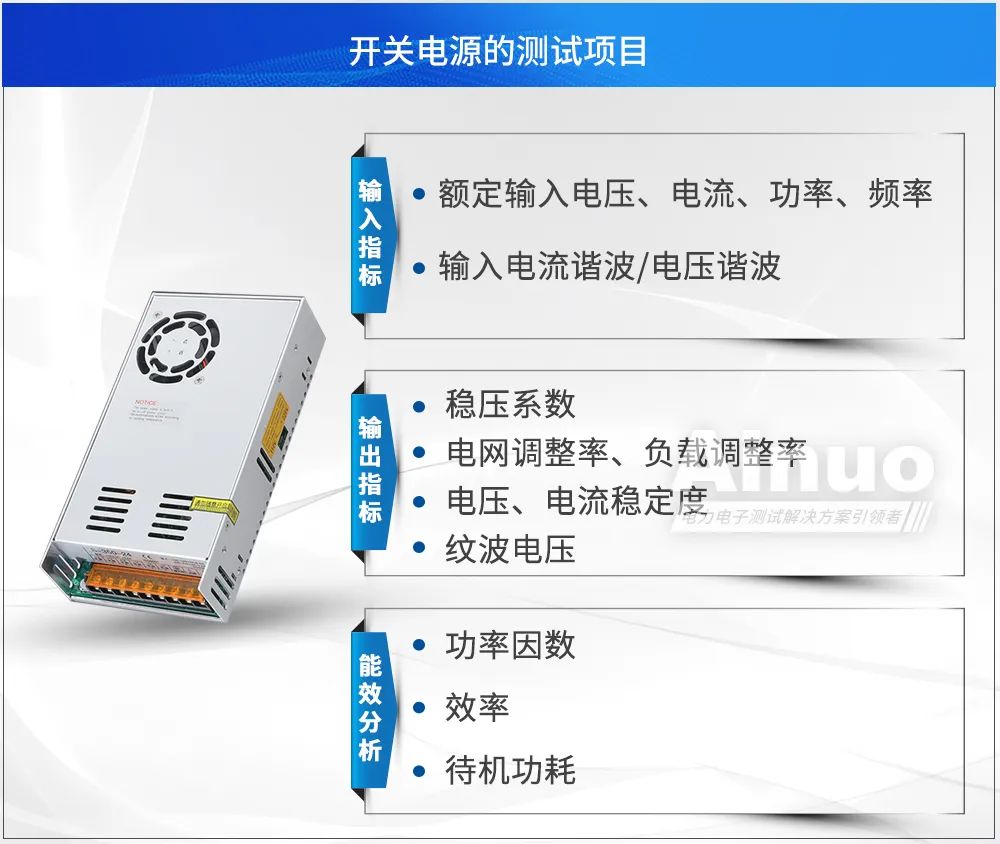 开关电源的测试项目
输入指标
额定输入电压、电流、功率、频率
输入电流谐波/电压谐波
输出指标
稳压系数
电网调整率、负载调整率
电压、电流稳定度
纹波电压
Ainuo
电力电子测试解决方案引领者
能效分析
功率因数
效率
待机功耗
NOTICE: